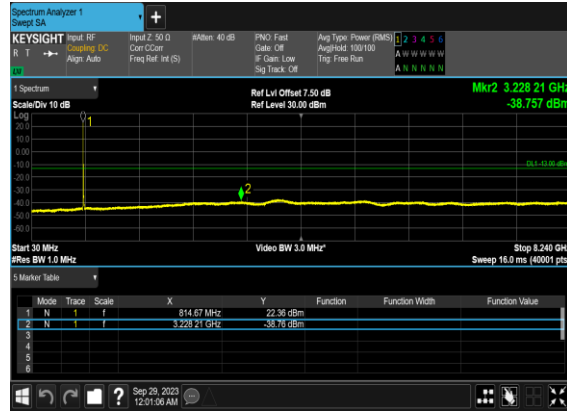 Spectrum Analyzer 1
Swept SA
+
KEYSIGHT Input: RF Input Z: 50 Ω #Atten: 40 dB PNO: Fast Avg Type: Power (RMS) 1 2 3 4 5 6
R T Coupling: DC Corr CCorr Gate: Off Avg|Hold: 100/100 A W W W W W
Align: Auto Freq Ref: Int (S) IF Gain: Low Trig: Free Run
Sig Track: Off A N N N N N
1 Spectrum Ref Lvl Offset 7.50 dB Mkr2 3.228 21 GHz
Scale/Div 10 dB Ref Level 30.00 dBm -38.757 dBm
Log
1
20.0
10.0
0.00
-10.0
DL1 -13.00 dBm
-20.0
-30.0
2
-40.0
-50.0
-60.0
Start 30 MHz Video BW 3.0 MHz* Stop 8.240 GHz
#Res BW 1.0 MHz Sweep 16.0 ms (40001 pts)
5 Marker Table
Mode Trace Scale X Y Function Function Width Function Value
1 N 1 f 814.67 MHz 22.36 dBm
2 N 1 f 3.228 21 GHz -38.76 dBm
3
4
5
6
? Sep 29, 2023
12:01:06 AM